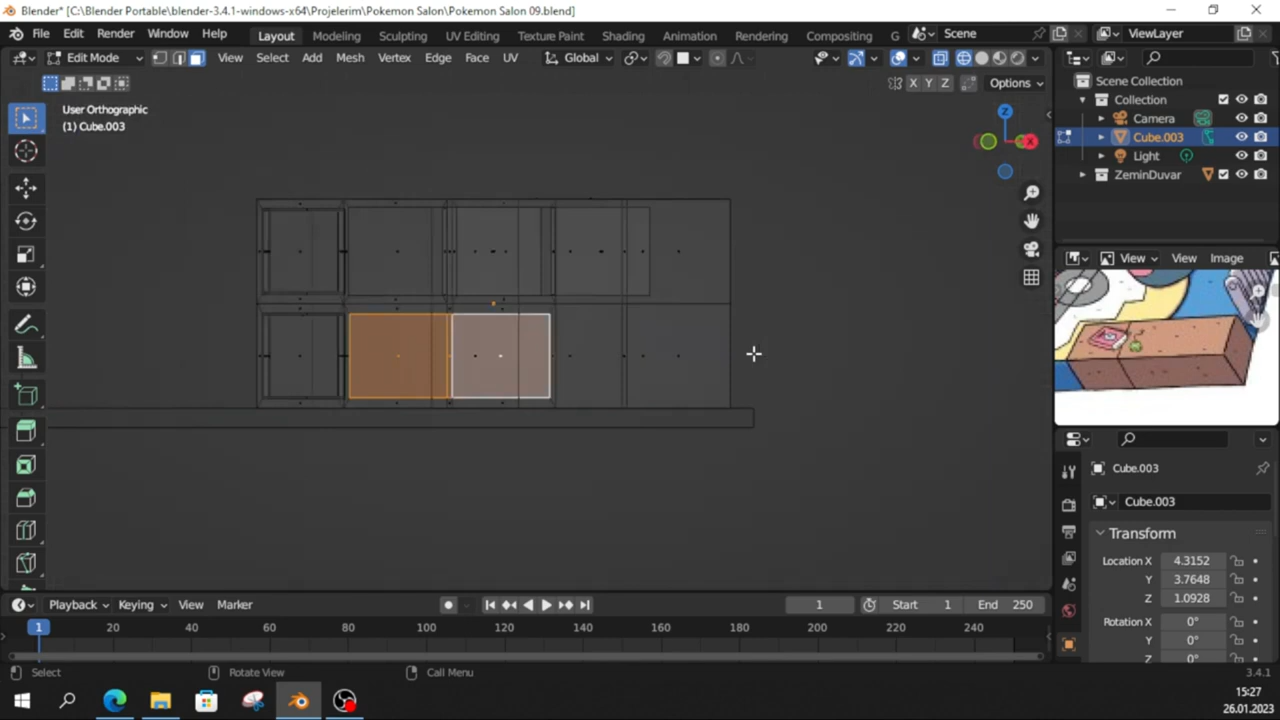 Blender* [C:\Blender Portable\blender-3.4.1-windows-x64\Projelerim\Pokemon Salon\Pokemon Salon 09.blend]
File Edit Render Window Help Layout Modeling Sculpting UV Editing Texture Paint Shading Animation Rendering Compositing G Scene ViewLayer
Edit Mode View Select Add Mesh Vertex Edge Face UV Global
X Y Z Options
User Orthographic
(1) Cube.003
Z
X
Scene Collection
Collection
Camera
Cube.003
Light
ZeminDuvar
View View Image
Cube.003
Cube.003
Transform
Location X 4.3152
Y 3.7648
Z 1.0928
Rotation X 0°
Y 0°
Z 0°
Playback Keying View Marker 1 Start 1 End 250
1 20 40 60 80 100 120 140 160 180 200 220 240
Select Rotate View Call Menu 3.4.1
15:27
26.01.2023